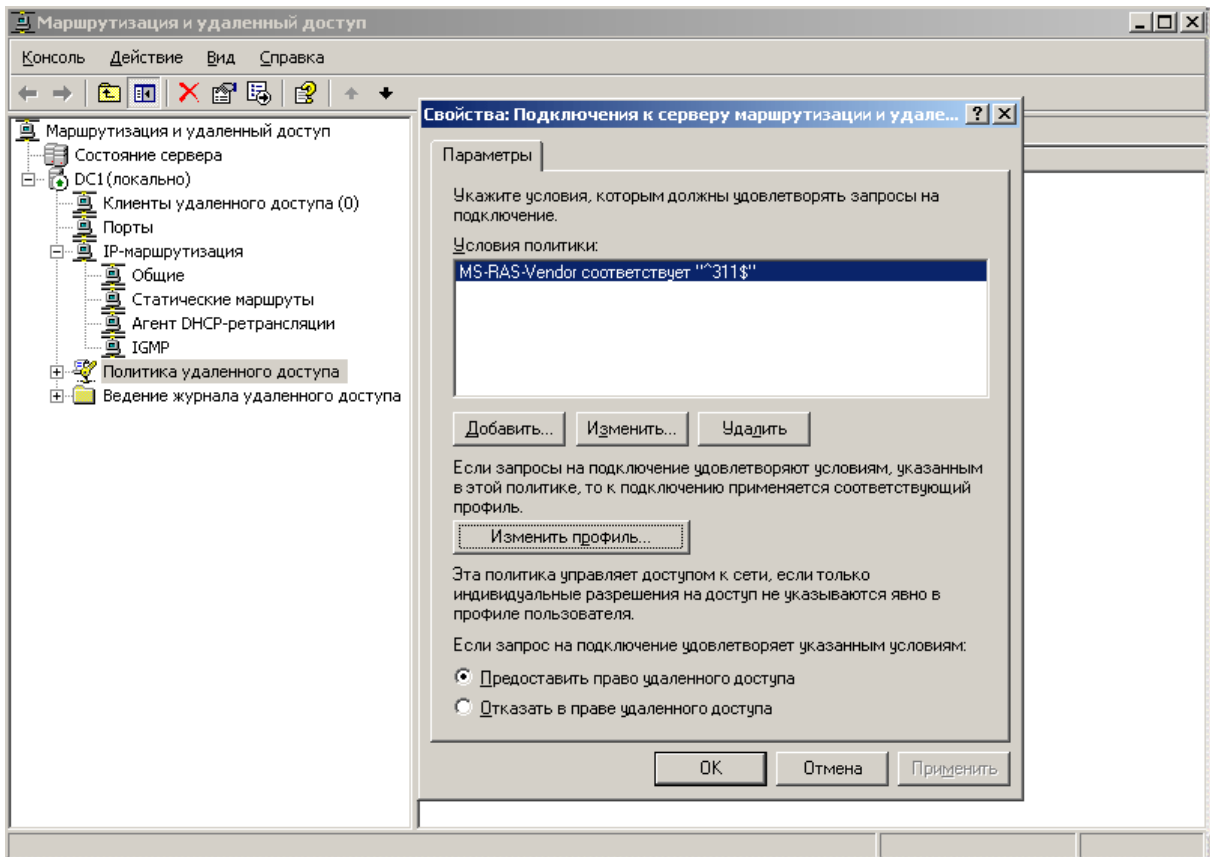 Маршрутизация и удаленный доступ
Консоль Действие Вид Справка
Маршрутизация и удаленный доступ
Состояние сервера
DC1 (локально)
Клиенты удаленного доступа (0)
Порты
IP-маршрутизация
Общие
Статические маршруты
Агент DHCP-ретрансляции
IGMP
Политика удаленного доступа
Ведение журнала удаленного доступа
Свойства: Подключения к серверу маршрутизации и удале...
Параметры
Укажите условия, которым должны удовлетворять запросы на
подключение.
Условия политики:
MS-RAS-Vendor соответствует "^311$"
Добавить... Изменить... Удалить
Если запросы на подключение удовлетворяют условиям, указанным
в этой политике, то к подключению применяется соответствующий
профиль.
Изменить профиль...
Эта политика управляет доступом к сети, если только
индивидуальные разрешения на доступ не указываются явно в
профиле пользователя.
Если запрос на подключение удовлетворяет указанным условиям:
Предоставить право удаленного доступа
Отказать в праве удаленного доступа
OK Отмена Применить